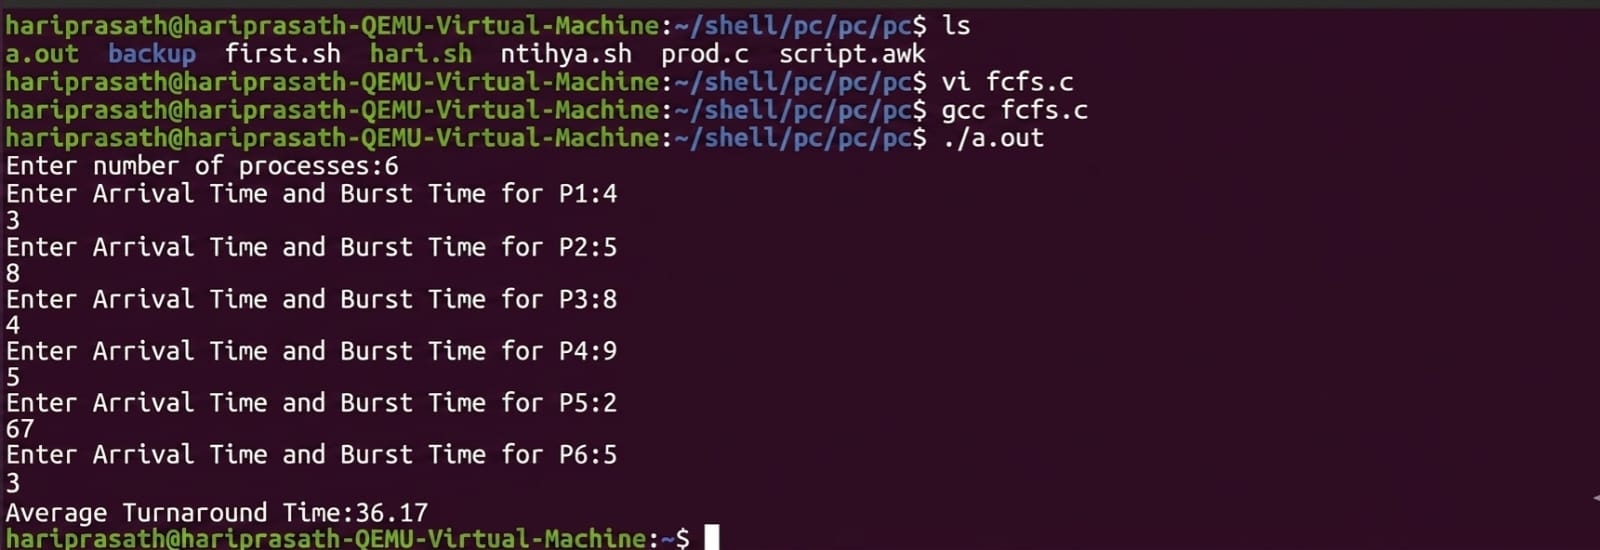 hariprasath@hariprasath-QEMU-Virtual-Machine:~/shell/pc/pc/pc$ ls
a.out  backup  first.sh  hari.sh  ntihya.sh  prod.c  script.awk
hariprasath@hariprasath-QEMU-Virtual-Machine:~/shell/pc/pc/pc$ vi fcfs.c
hariprasath@hariprasath-QEMU-Virtual-Machine:~/shell/pc/pc/pc$ gcc fcfs.c
hariprasath@hariprasath-QEMU-Virtual-Machine:~/shell/pc/pc/pc$ ./a.out
Enter number of processes:6
Enter Arrival Time and Burst Time for P1:4
3
Enter Arrival Time and Burst Time for P2:5
8
Enter Arrival Time and Burst Time for P3:8
4
Enter Arrival Time and Burst Time for P4:9
5
Enter Arrival Time and Burst Time for P5:2
67
Enter Arrival Time and Burst Time for P6:5
3
Average Turnaround Time:36.17
hariprasath@hariprasath-QEMU-Virtual-Machine:~$